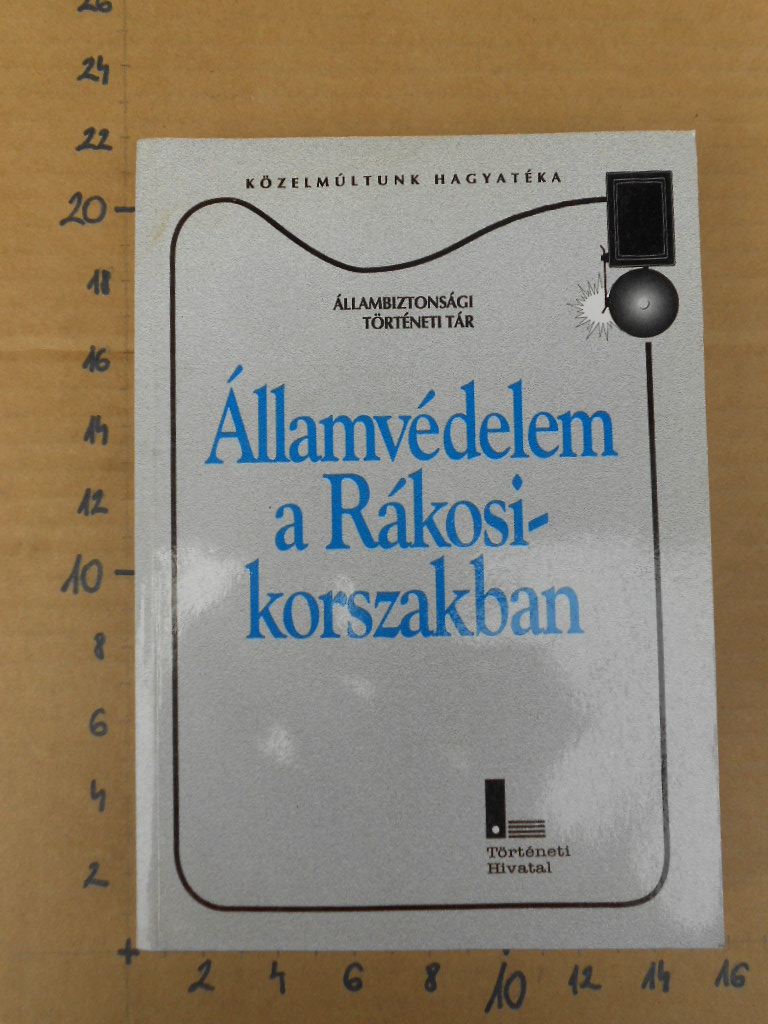 26
24
22
20
18
16
14
12
10
8
6
4
2
KÖZELMÚLTUNK HAGYATÉKA
ÁLLAMBIZTONSÁGI
TÖRTÉNETI TÁR
Államvédelem
a Rákosi-
korszakban
Történeti
Hivatal
2 4 6 8 10 12 14 16